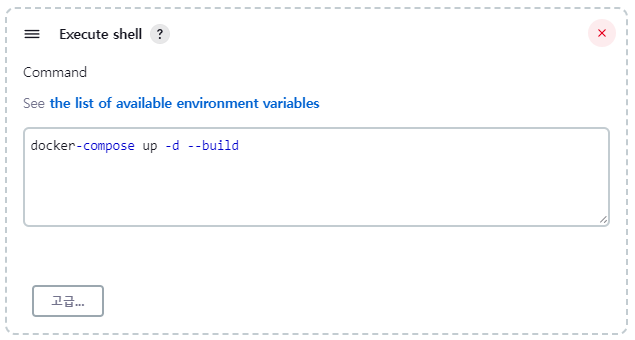 Execute shell ?
Command
See the list of available environment variables
docker-compose up -d --build
고급...